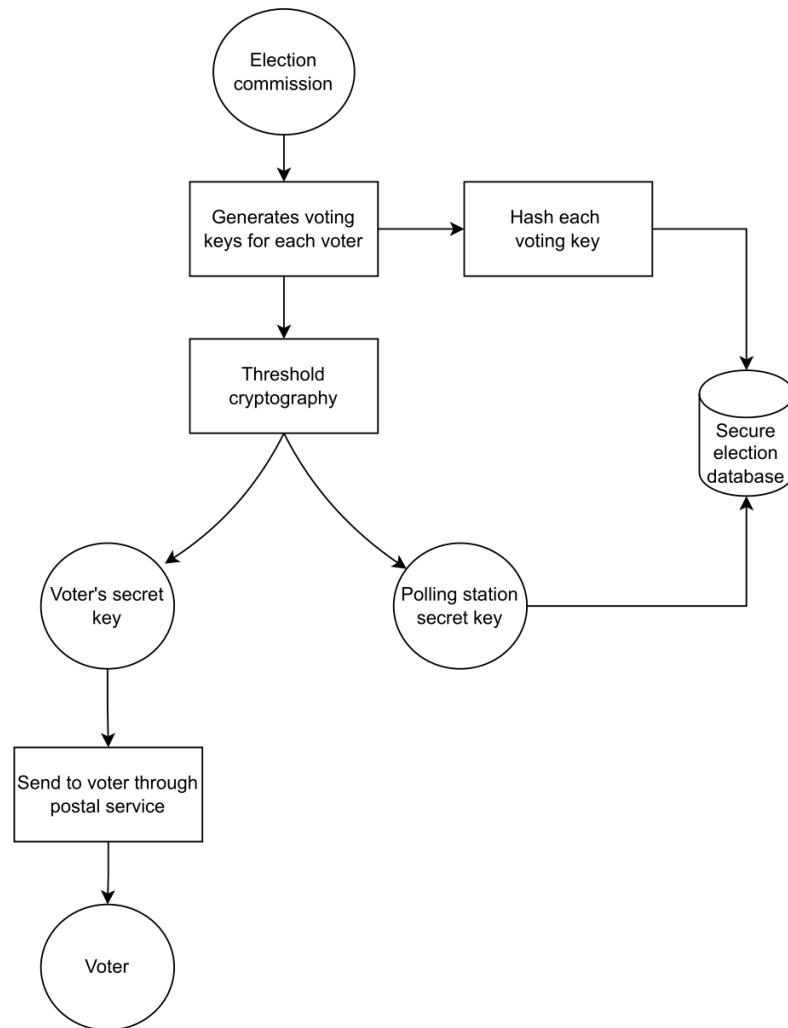 Election
commission
Generates voting
keys for each voter
Hash each
voting key
Threshold
cryptography
Secure
election
database
Voter's secret
key
Polling station
secret key
Send to voter through
postal service
Voter